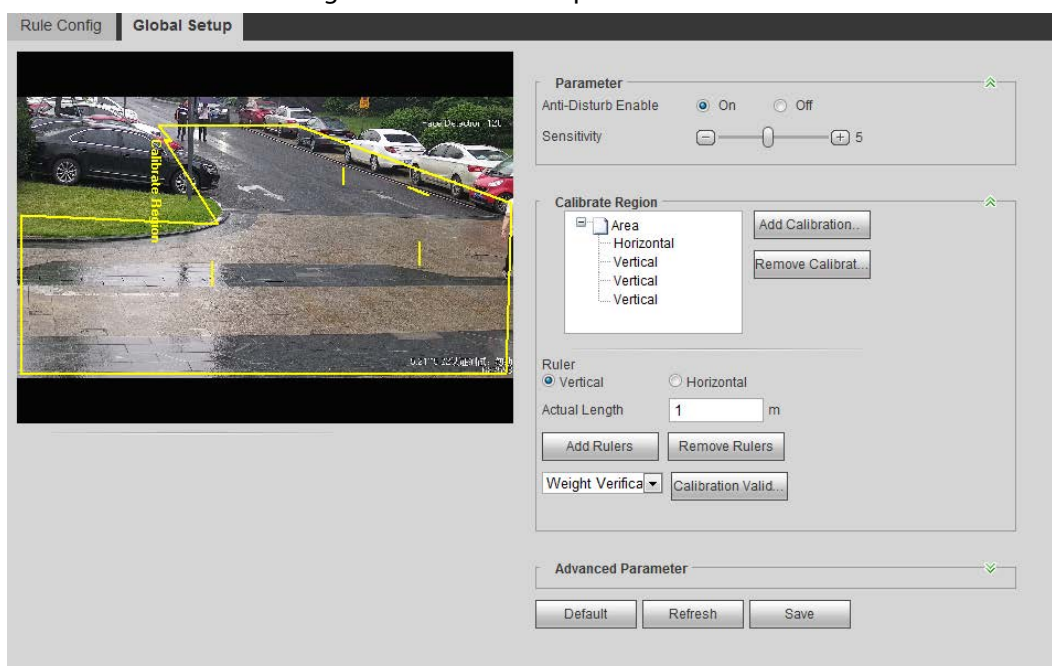 Rule Config Global Setup
Calibrate Region
Parameter
Anti-Disturb Enable On Off
Sensitivity 5
Calibrate Region
Area
Horizontal
Vertical
Vertical
Vertical
Add Calibration..
Remove Calibrat...
Ruler
Vertical Horizontal
Actual Length 1 m
Add Rulers Remove Rulers
Weight Verifica Calibration Valid...
Advanced Parameter
Default Refresh Save